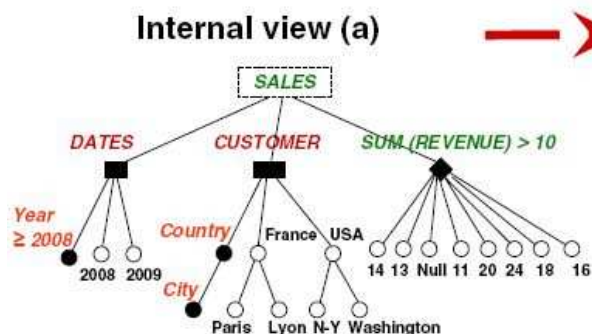 Internal view (a)
SALES
DATES CUSTOMER SUM (REVENUE) > 10
Year
≥ 2008
Country France USA
2008 2009
14 13 Null 11 20 24 18 16
City
Paris Lyon N-Y Washington